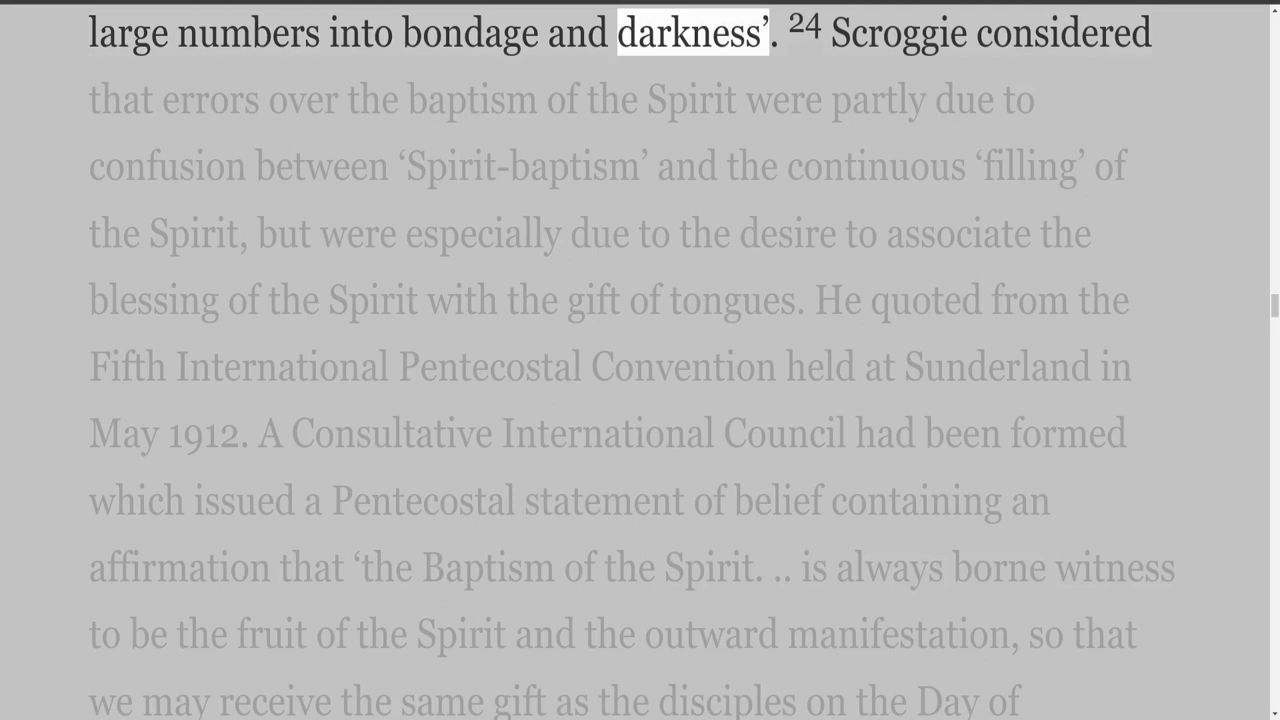 large numbers into bondage and darkness’. 24 Scroggie considered
that errors over the baptism of the Spirit were partly due to
confusion between ‘Spirit-baptism’ and the continuous ‘filling’ of
the Spirit, but were especially due to the desire to associate the
blessing of the Spirit with the gift of tongues. He quoted from the
Fifth International Pentecostal Convention held at Sunderland in
May 1912. A Consultative International Council had been formed
which issued a Pentecostal statement of belief containing an
affirmation that ‘the Baptism of the Spirit. .. is always borne witness
to be the fruit of the Spirit and the outward manifestation, so that
we may receive the same gift as the disciples on the Day of